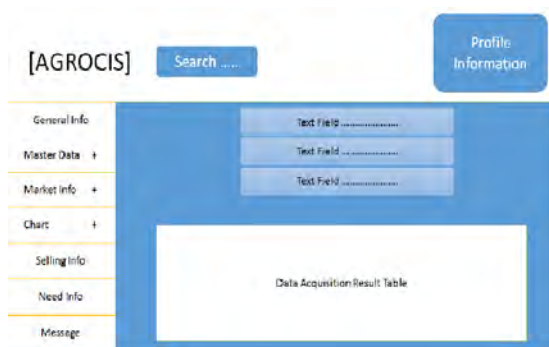 [AGROCIS]
Search ......
Profile
Information
General Info
Master Data +
Market Info +
Chart +
Selling Info
Need Info
Message
Text Field ......................
Text Field ......................
Text Field ......................
Data Acquisition Result Table